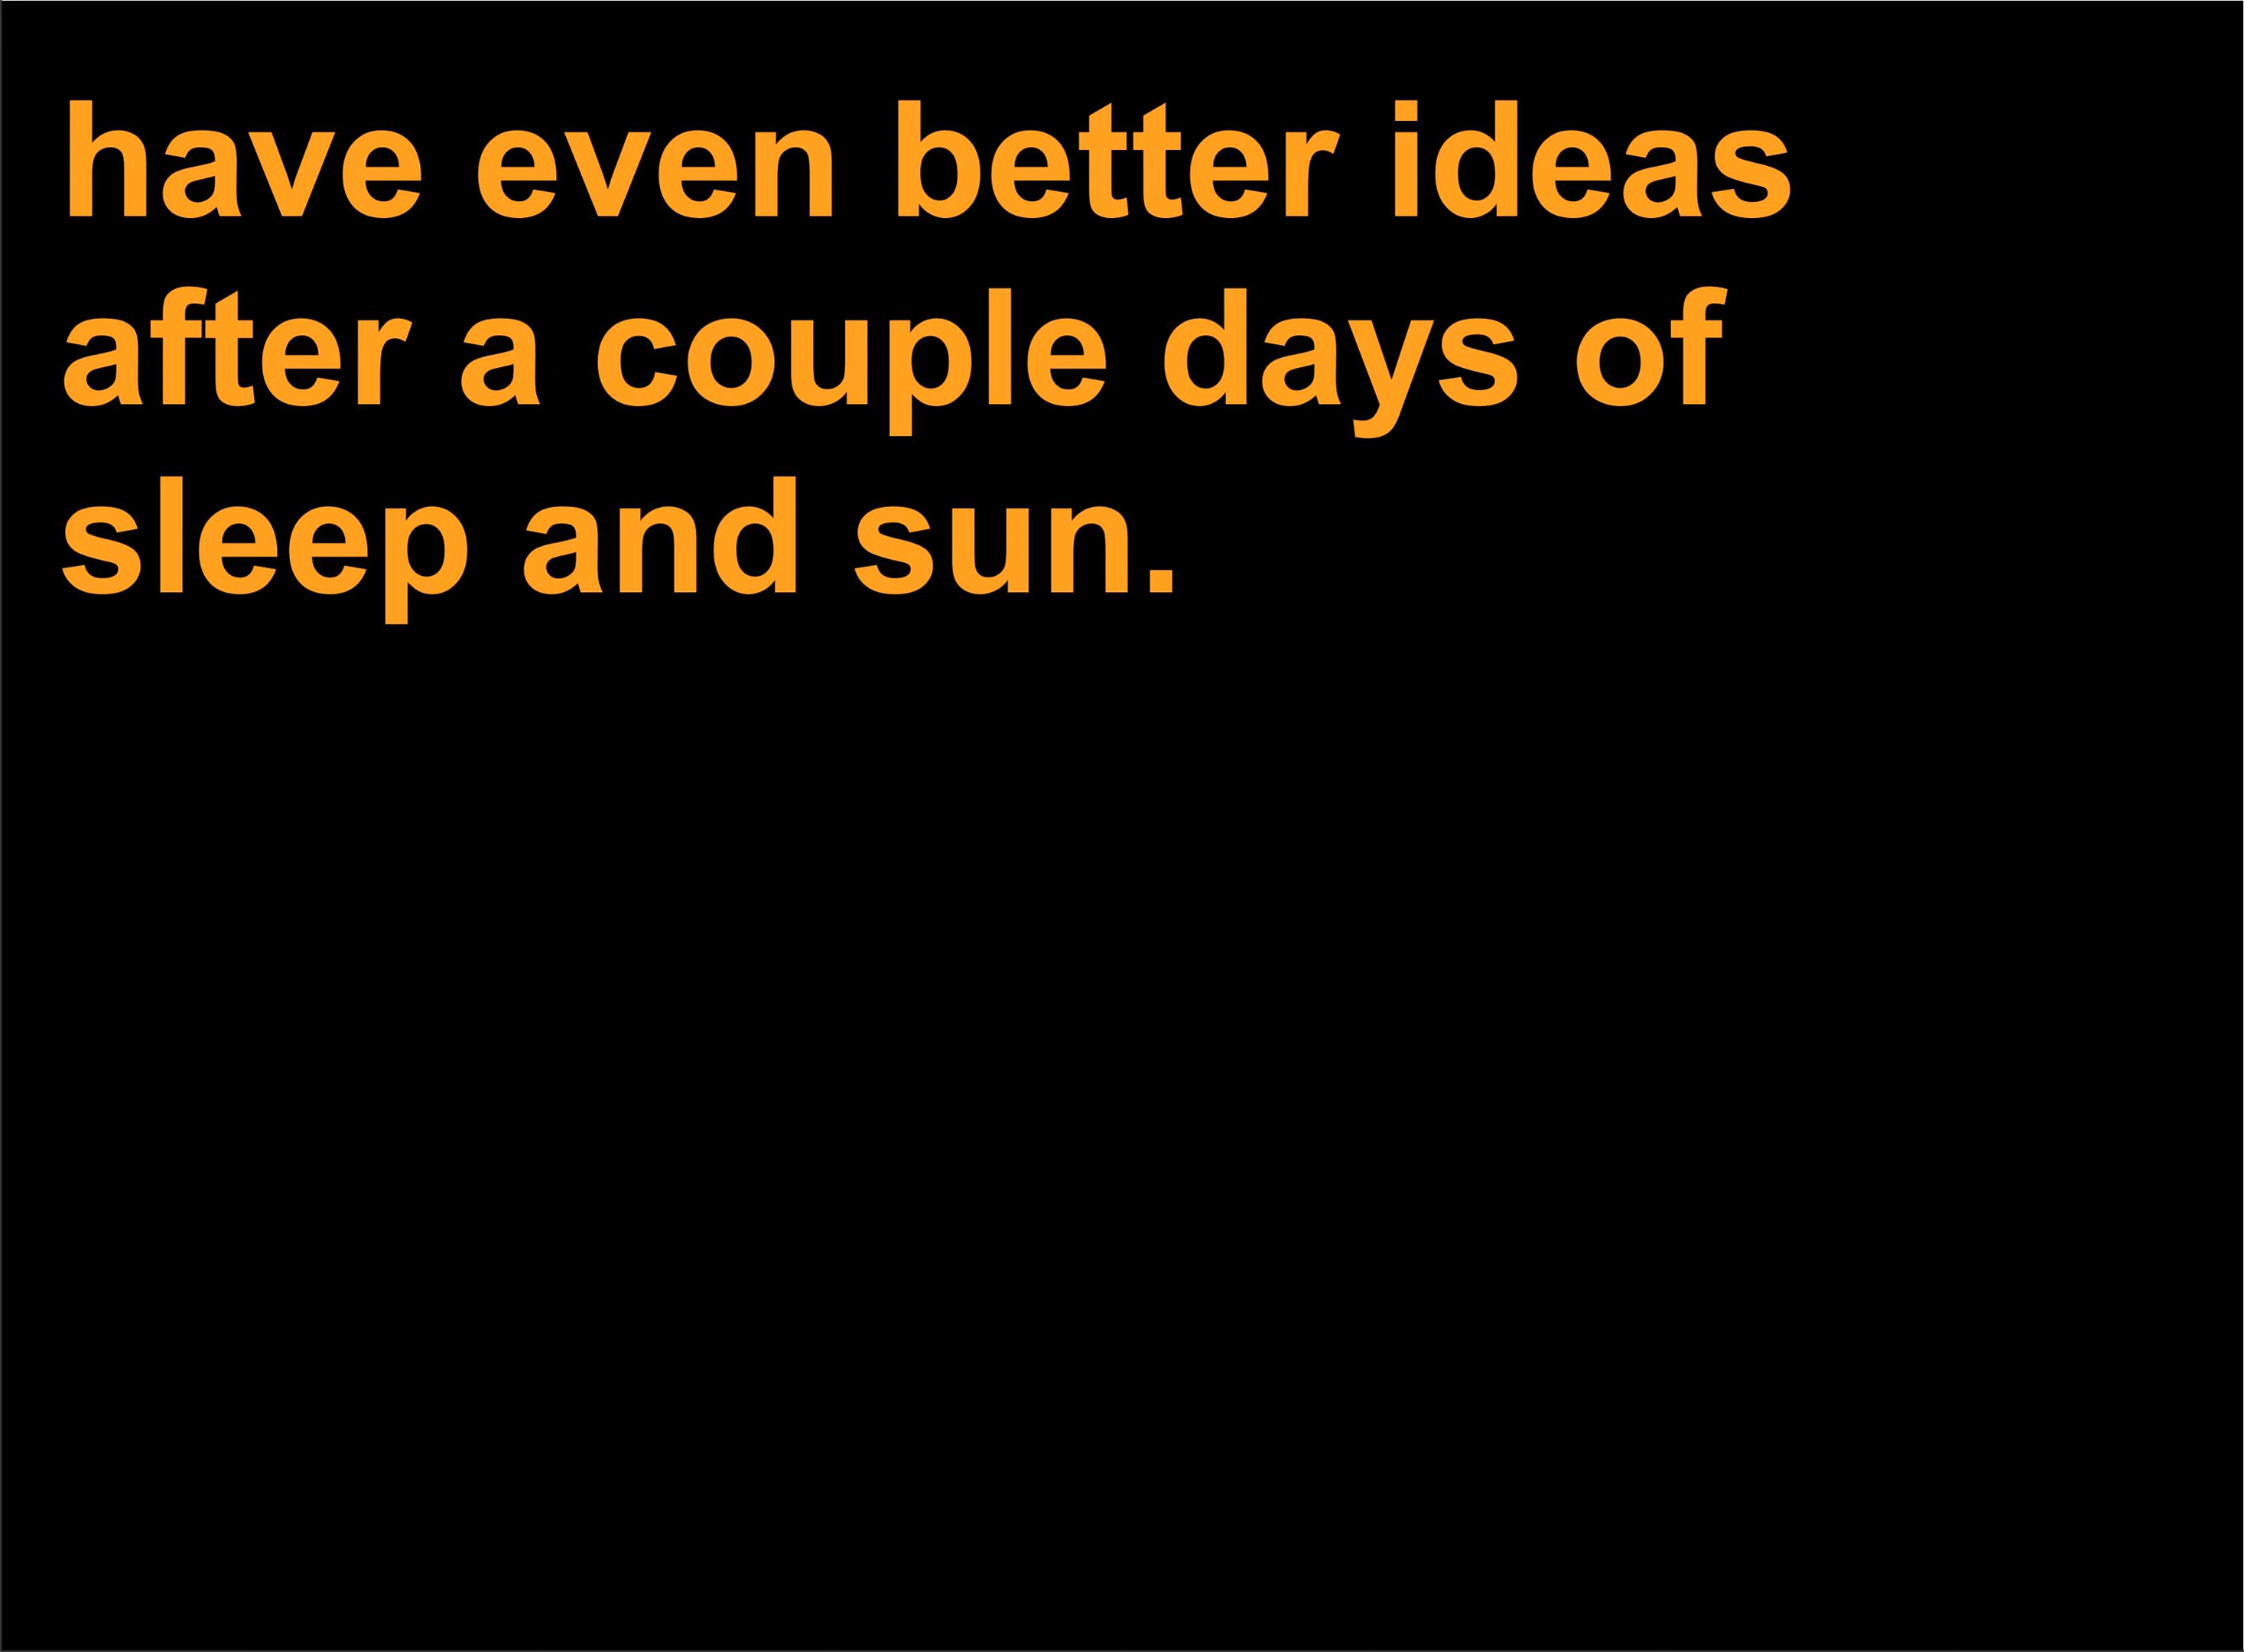 have even better ideas
after a couple days of
sleep and sun.